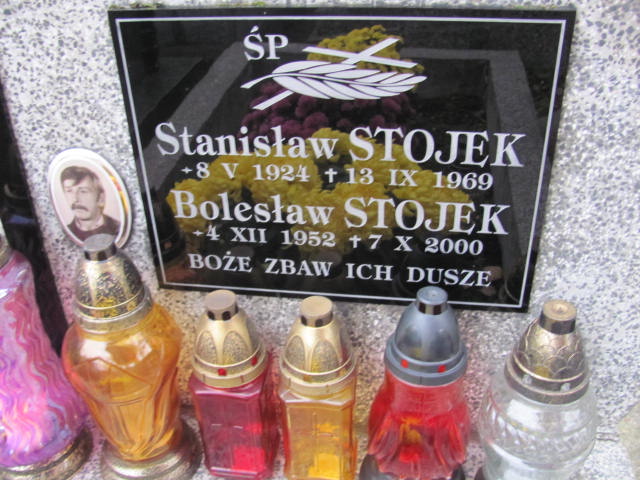 ŚP
Stanisław STOJEK
*8 V 1924 † 13 IX 1969
Bolesław STOJEK
*4 XII 1952 † 7 X 2000
BOŻE ZBAW ICH DUSZE